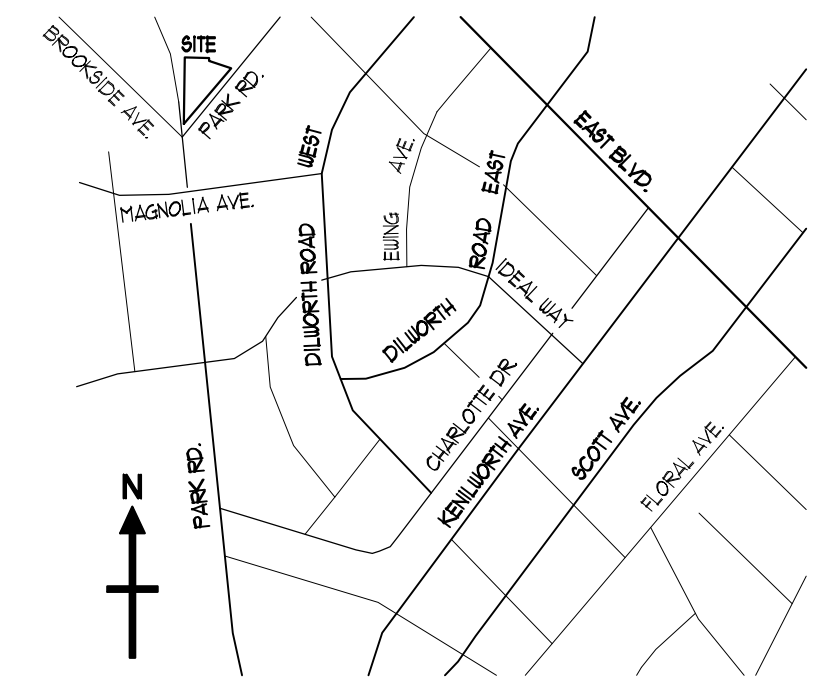 SITE
BROOKSIDE AVE.
PARK RD.
MAGNOLIA AVE.
WEST
DILWORTH ROAD
EWING AVE.
ROAD EAST
DILWORTH
EAST BLVD.
IDEAL WAY
CHARLOTTE DR.
KENILWORTH AVE.
SCOTT AVE.
FLORAL AVE.
PARK RD.
N